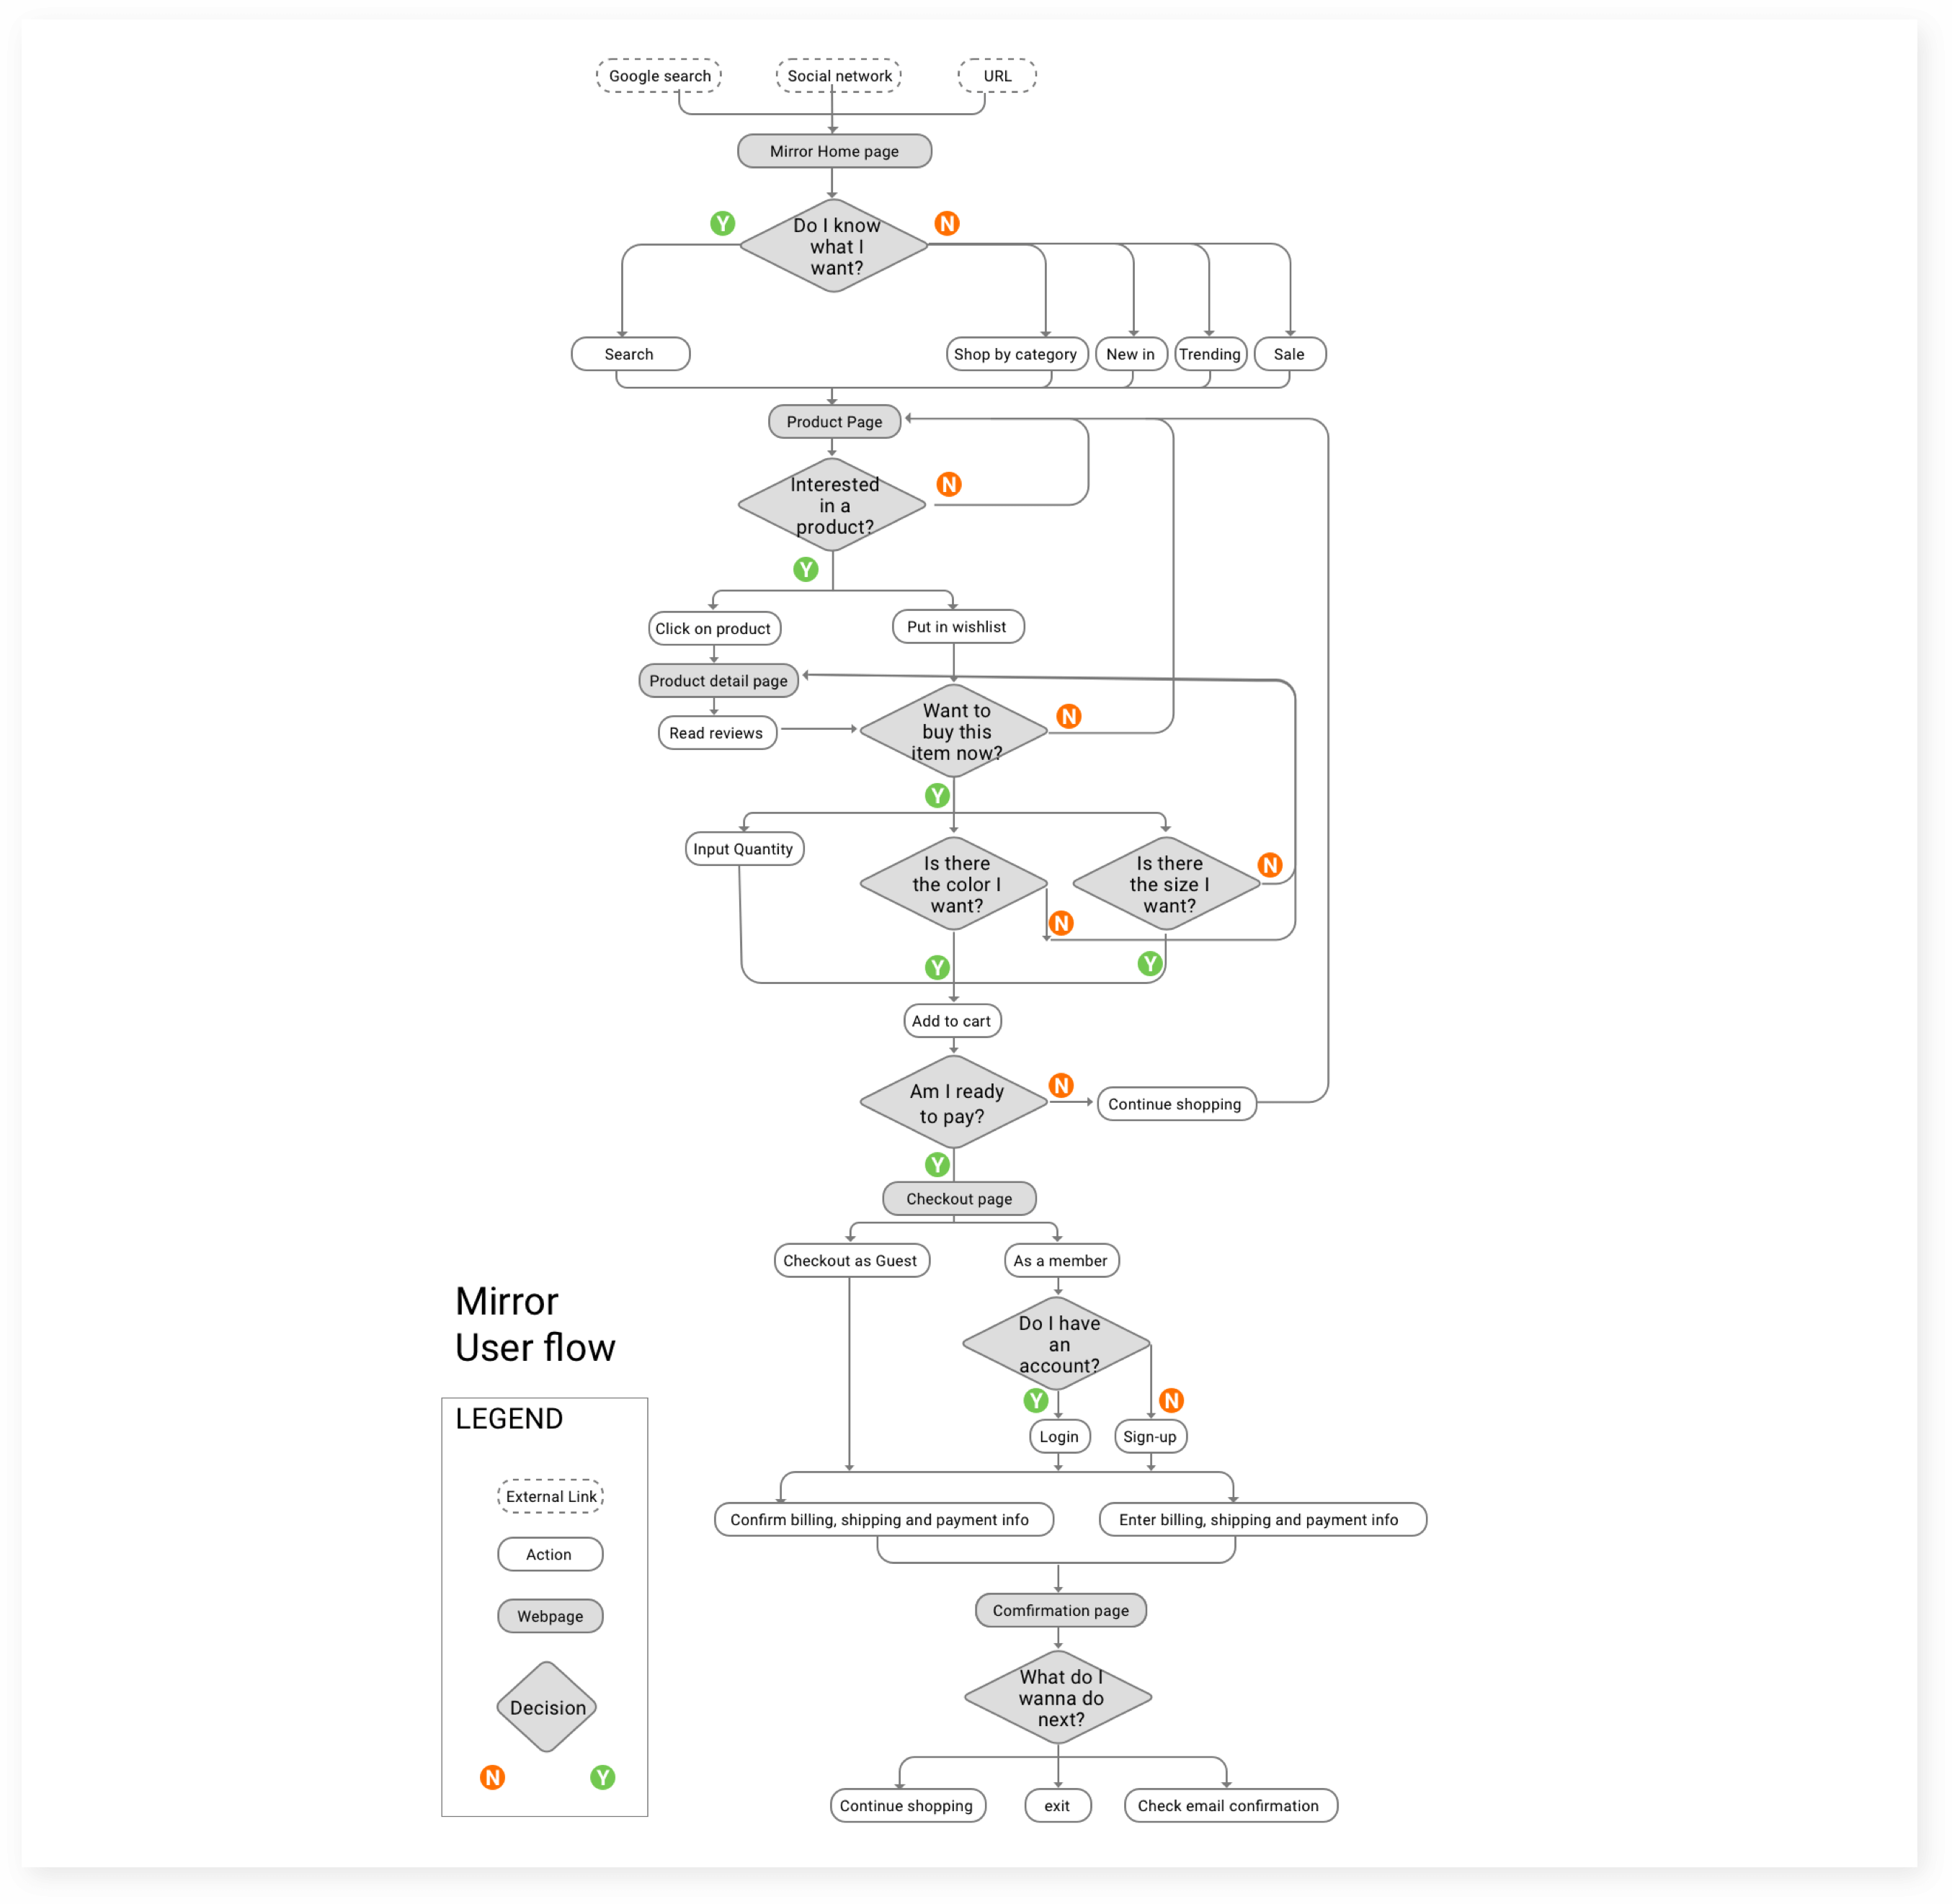 Google search
Social network
URL
Mirror Home page
Y
Do I know
what I
want?
N
Search
Shop by category
New in
Trending
Sale
Product Page
Interested
in a
product?
N
Y
Click on product
Put in wishlist
Product detail page
Read reviews
Want to
buy this
item now?
N
Y
Input Quantity
Is there
the color I
want?
N
Is there
the size I
want?
N
Y
Y
Add to cart
Am I ready
to pay?
N
Continue shopping
Y
Checkout page
Checkout as Guest
As a member
Do I have
an
account?
Y
N
Login
Sign-up
Confirm billing, shipping and payment info
Enter billing, shipping and payment info
Comfirmation page
What do I
wanna do
next?
Continue shopping
exit
Check email confirmation
Mirror
User flow
LEGEND
External Link
Action
Webpage
Decision
N
Y